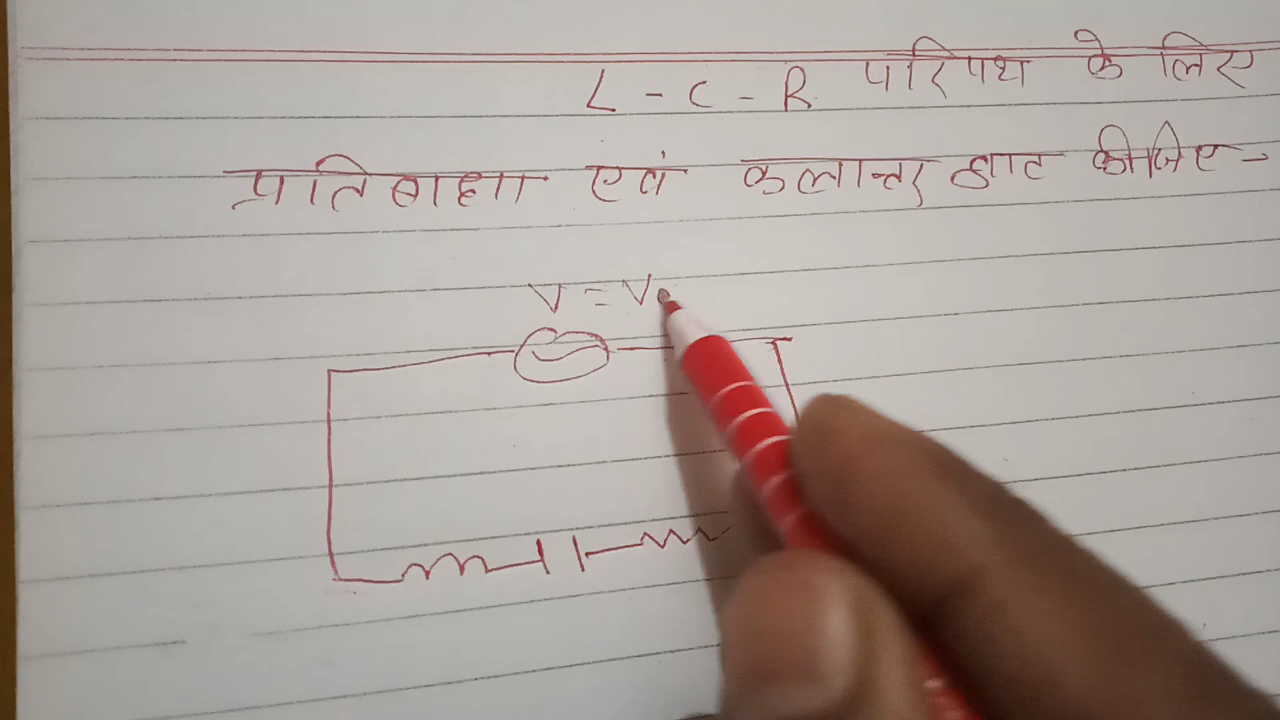 L - C - R परिपथ के लिए
प्रतिबाधा एवं कलान्तर ज्ञात कीजिए -
V = V